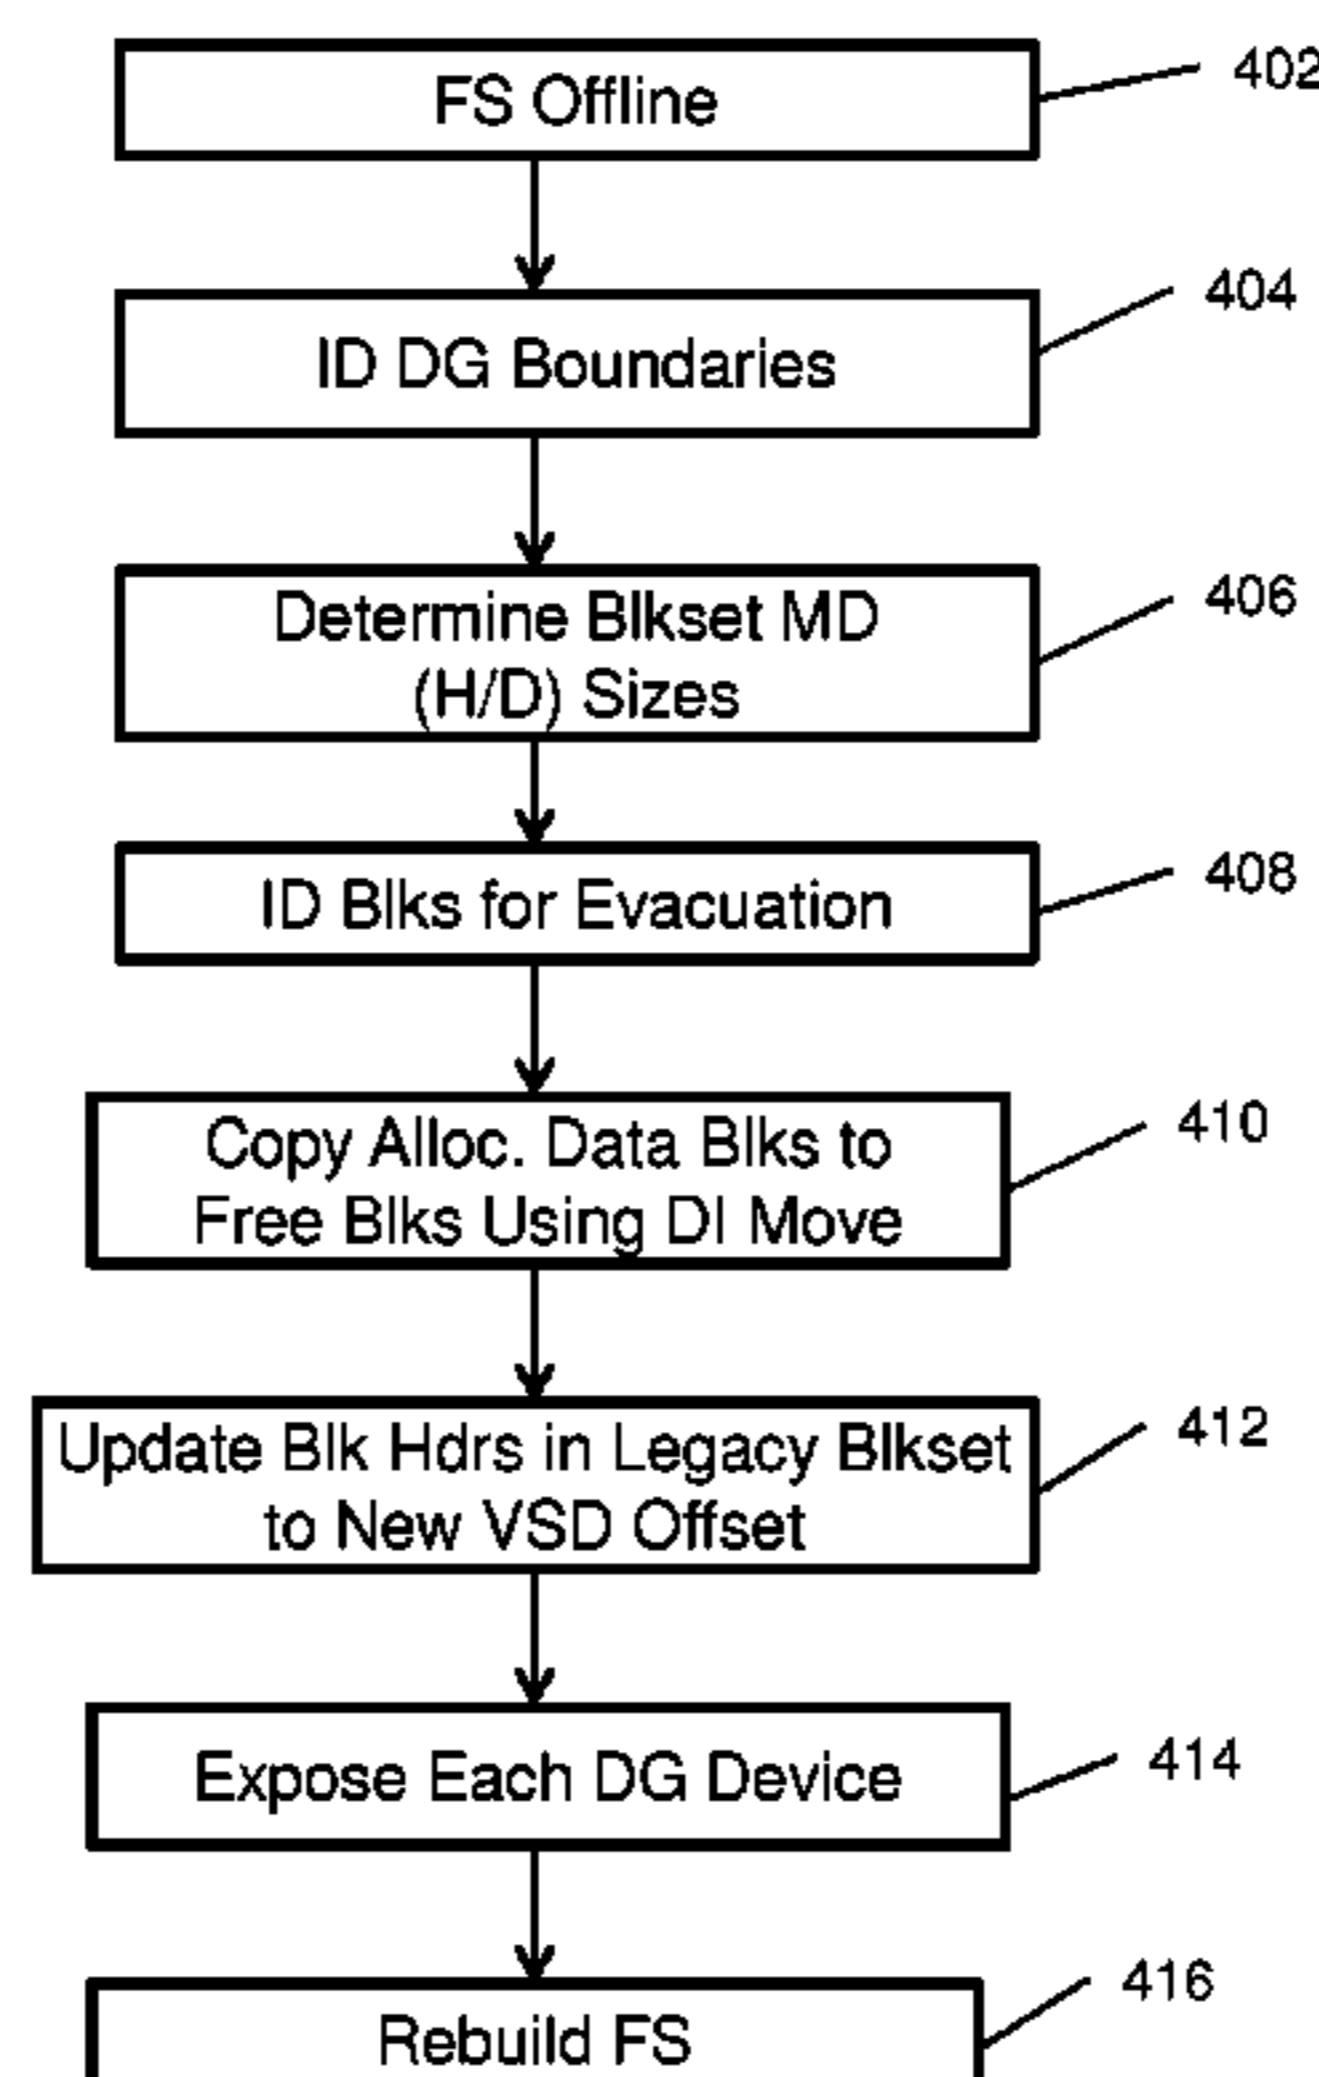 FS Offline
402
ID DG Boundaries
404
Determine Blkset MD
(H/D) Sizes
406
ID Blks for Evacuation
408
Copy Alloc. Data Blks to
Free Blks Using DI Move
410
Update Blk Hdrs in Legacy Blkset
to New VSD Offset
412
Expose Each DG Device
414
Rebuild FS
416